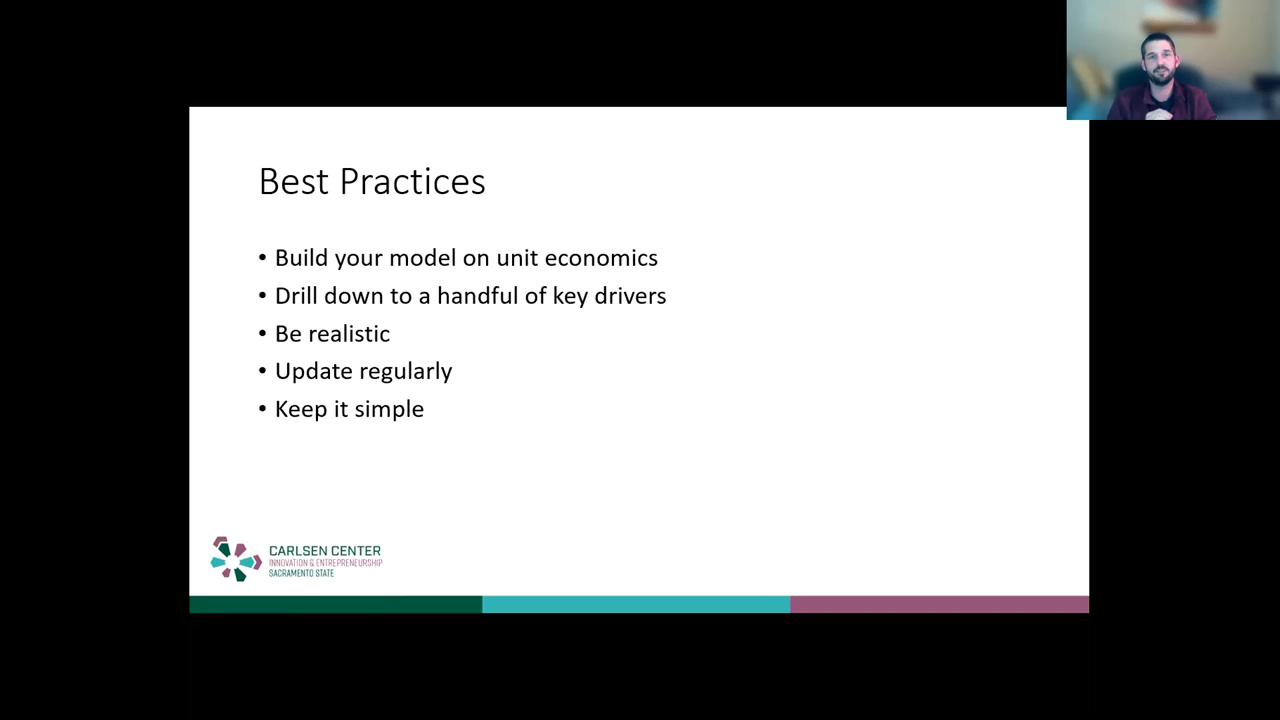 Best Practices
• Build your model on unit economics
• Drill down to a handful of key drivers
• Be realistic
• Update regularly
• Keep it simple
CARLSEN CENTER
INNOVATION & ENTREPRENEURSHIP
SACRAMENTO STATE